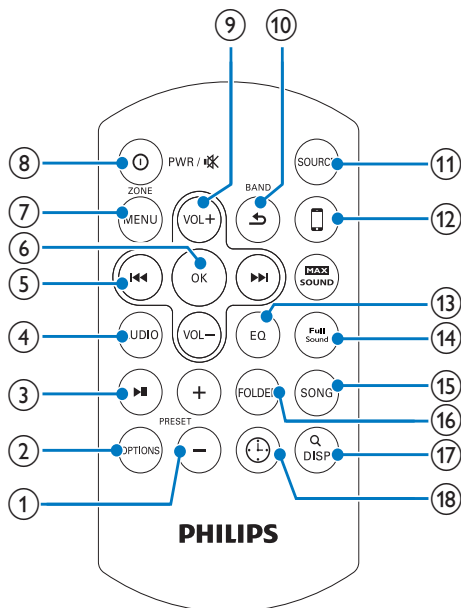 9 10
8 PWR / SOURC 11
ZONE BAND
7 MENU VOL+ 12
6
5 OK MAX SOUND
13
4 UDIO VOL− EQ Full Sound 14
3 + FOLDE SONG 15
16
PRESET
2 OPTIONS − DISP 17
1 18
PHILIPS